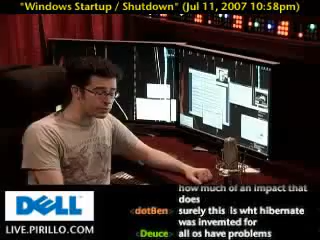 "Windows Startup / Shutdown" (Jul 11, 2007 10:58pm)
how much of an impact that
does
<dotBen> surely this is wht hibernate
was invemted for
<Deuce> all os have problems
DELL
LIVE.PIRILLO.COM